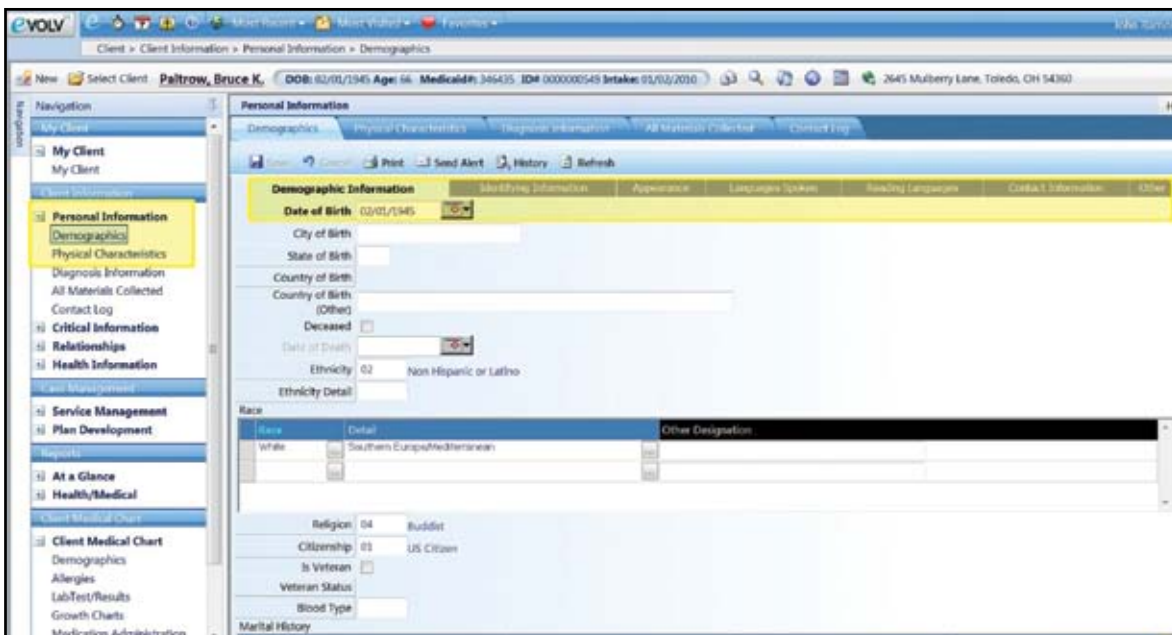 eVOLV Most Recent Most Visited Favorites
Client > Client Information > Personal Information > Demographics
New Select Client Paltrow, Bruce K. DOB: 02/01/1945 Age: 66 Medicaid#: 346435 ID# 0000000549 Intake: 01/02/2010 2645 Mulberry Lane, Toledo, OH 54360
Navigation
Navigation
My Client
My Client
My Client
Client Information
Personal Information
Demographics
Physical Characteristics
Diagnosis Information
All Materials Collected
Contact Log
Critical Information
Relationships
Health Information
Case Management
Service Management
Plan Development
Reports
At a Glance
Health/Medical
Client Medical Chart
Client Medical Chart
Demographics
Allergies
LabTest/Results
Growth Charts
Medication Administration
Personal Information
Demographics Physical Characteristics Diagnosis Information All Materials Collected Contact Log
Save Cancel Print Send Alert History Refresh
Demographic Information Identifying Information Appearance Languages Spoken Reading Languages Contact Information Other
Date of Birth 02/01/1945
City of Birth
State of Birth
Country of Birth
Country of Birth
(Other)
Deceased
Date of Death
Ethnicity 02 Non Hispanic or Latino
Ethnicity Detail
Race
Race Detail Other Designation
White Southern Europe/Mediterranean
Religion 04 Buddist
Citizenship 01 US Citizen
Is Veteran
Veteran Status
Blood Type
Marital History